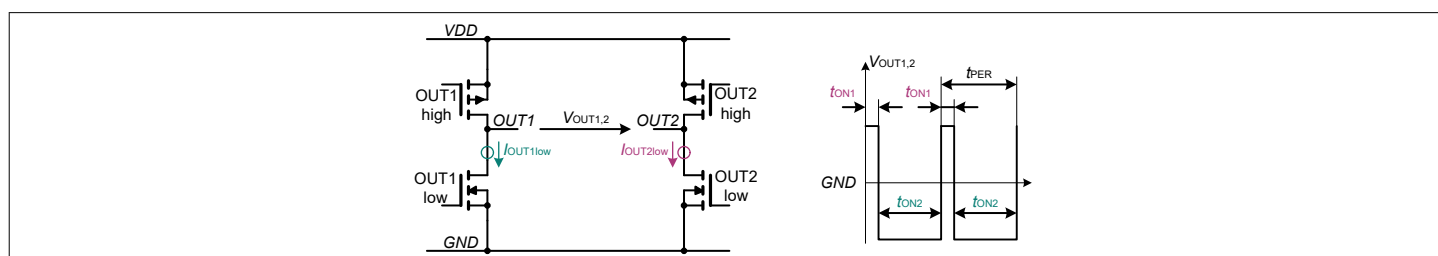 VDD
OUT1
high
OUT1
VOUT1,2
OUT2
OUT2
high
IOUT1low
IOUT2low
OUT1
low
OUT2
low
GND
VOUT1,2
tPER
tON1
tON1
GND
tON2
tON2